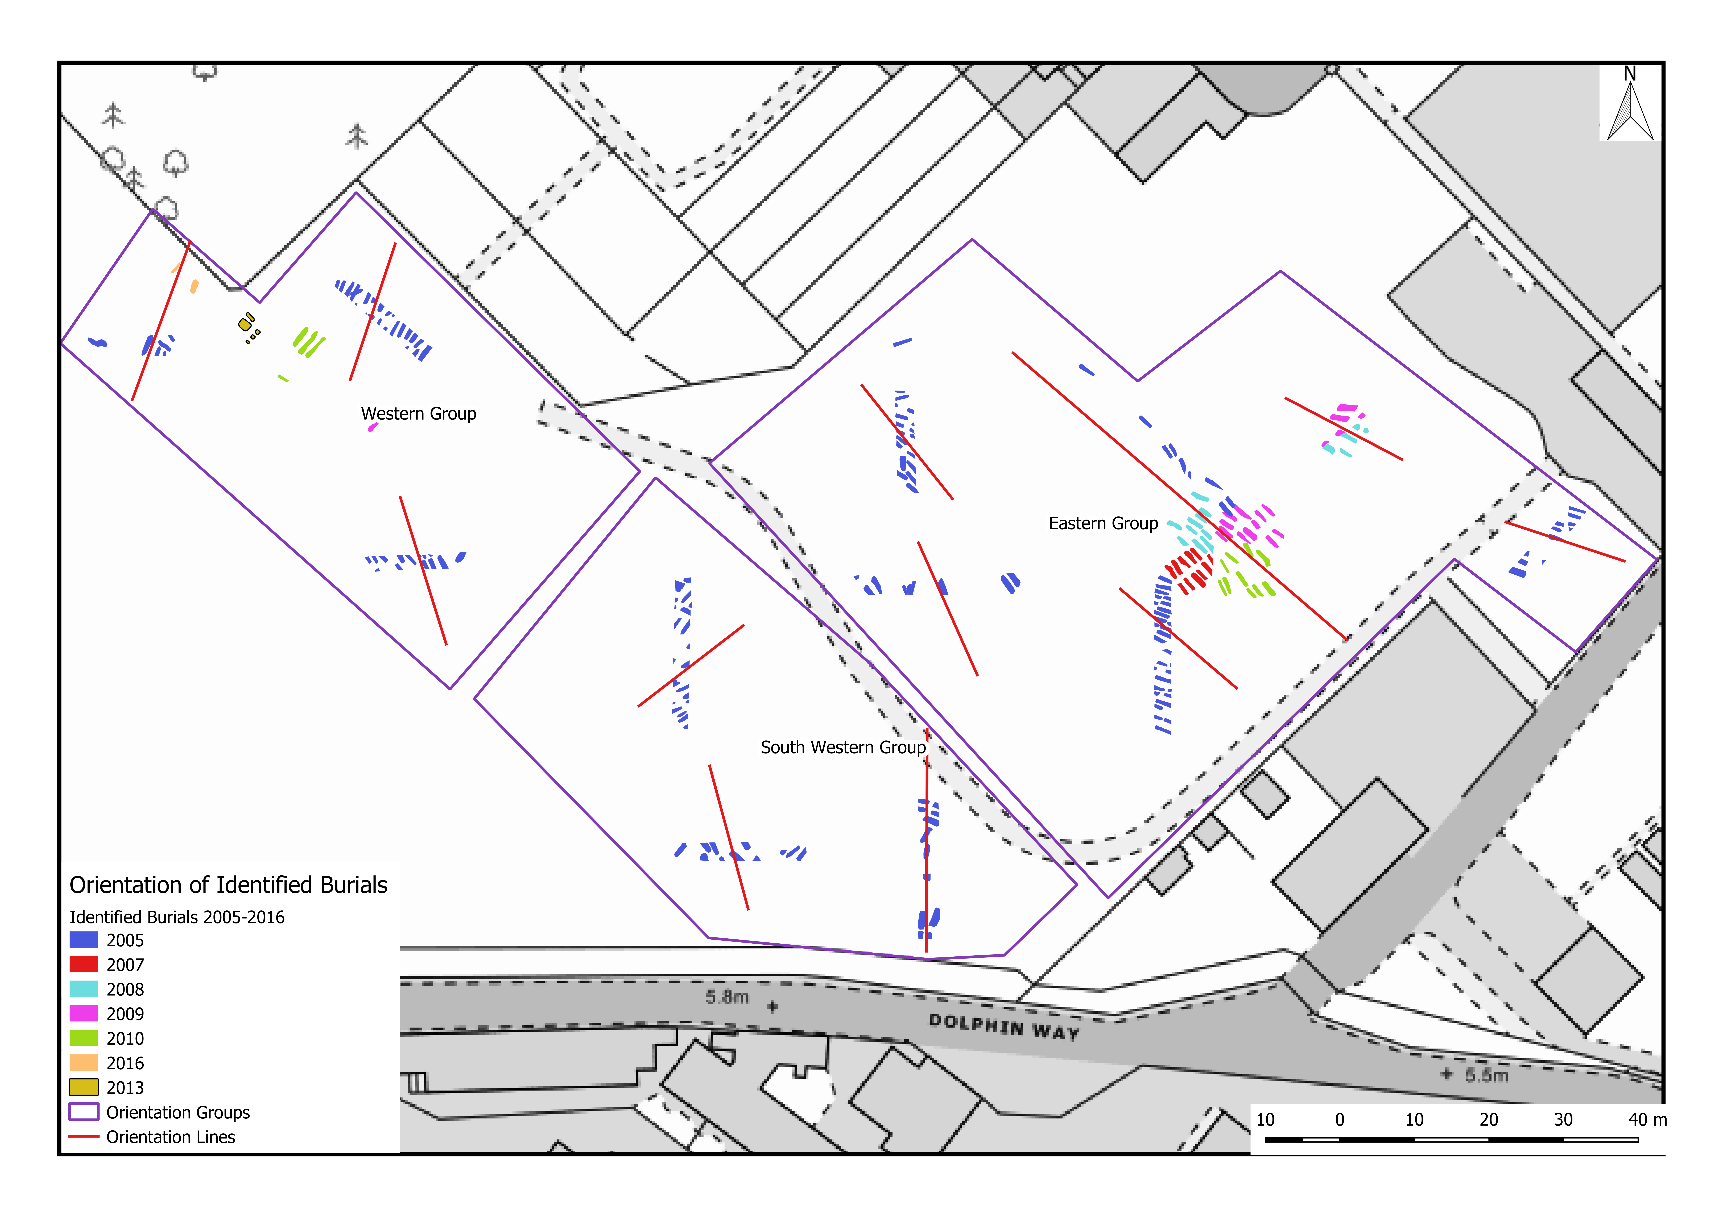 N
Western Group
Eastern Group
South Western Group
5.8m
DOLPHIN WAY
5.5m
Orientation of Identified Burials
Identified Burials 2005-2016
2005
2007
2008
2009
2010
2016
2013
Orientation Groups
Orientation Lines
10 0 10 20 30 40 m